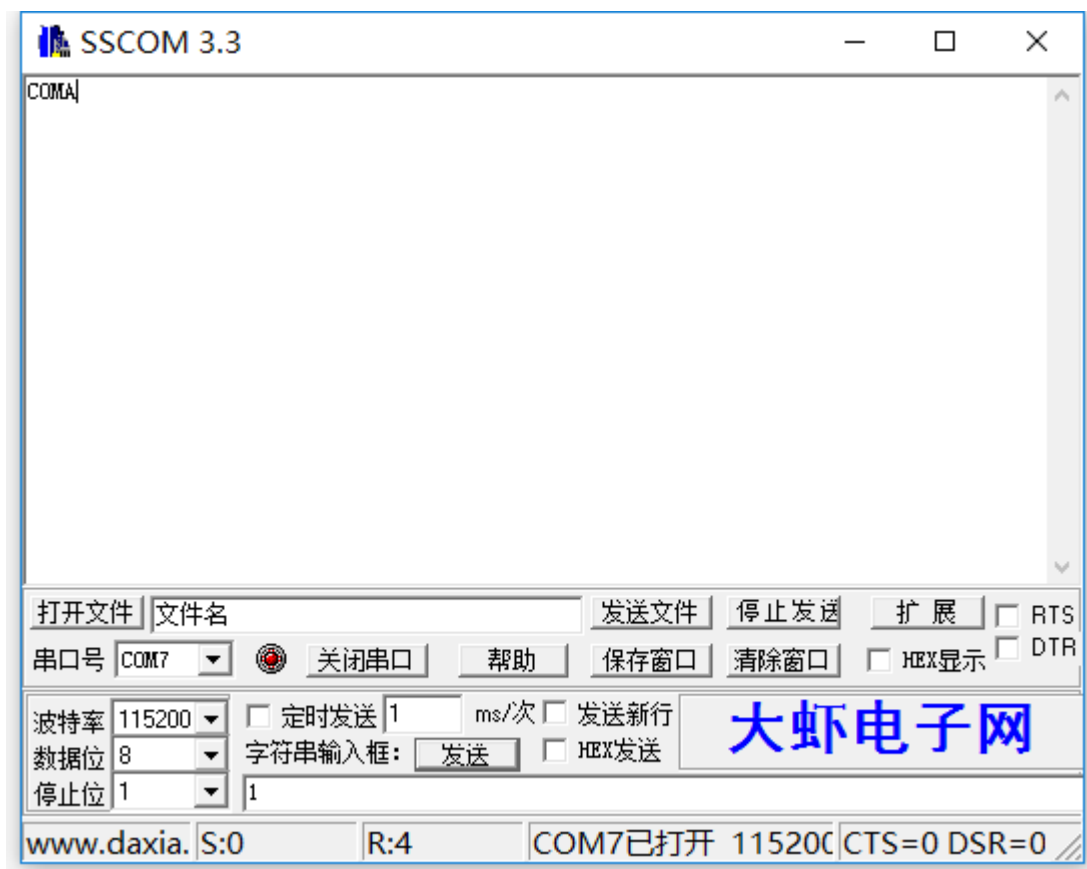 SSCOM 3.3
COMA
打开文件 文件名 发送文件 停止发送 扩 展 RTS
串口号 COM7 关闭串口 帮助 保存窗口 清除窗口 HEX显示 DTR
波特率 115200 定时发送 1 ms/次 发送新行 大虾电子网
数据位 8 字符串输入框: 发送 HEX发送
停止位 1 1
www.daxia. S:0 R:4 COM7已打开 115200 CTS=0 DSR=0